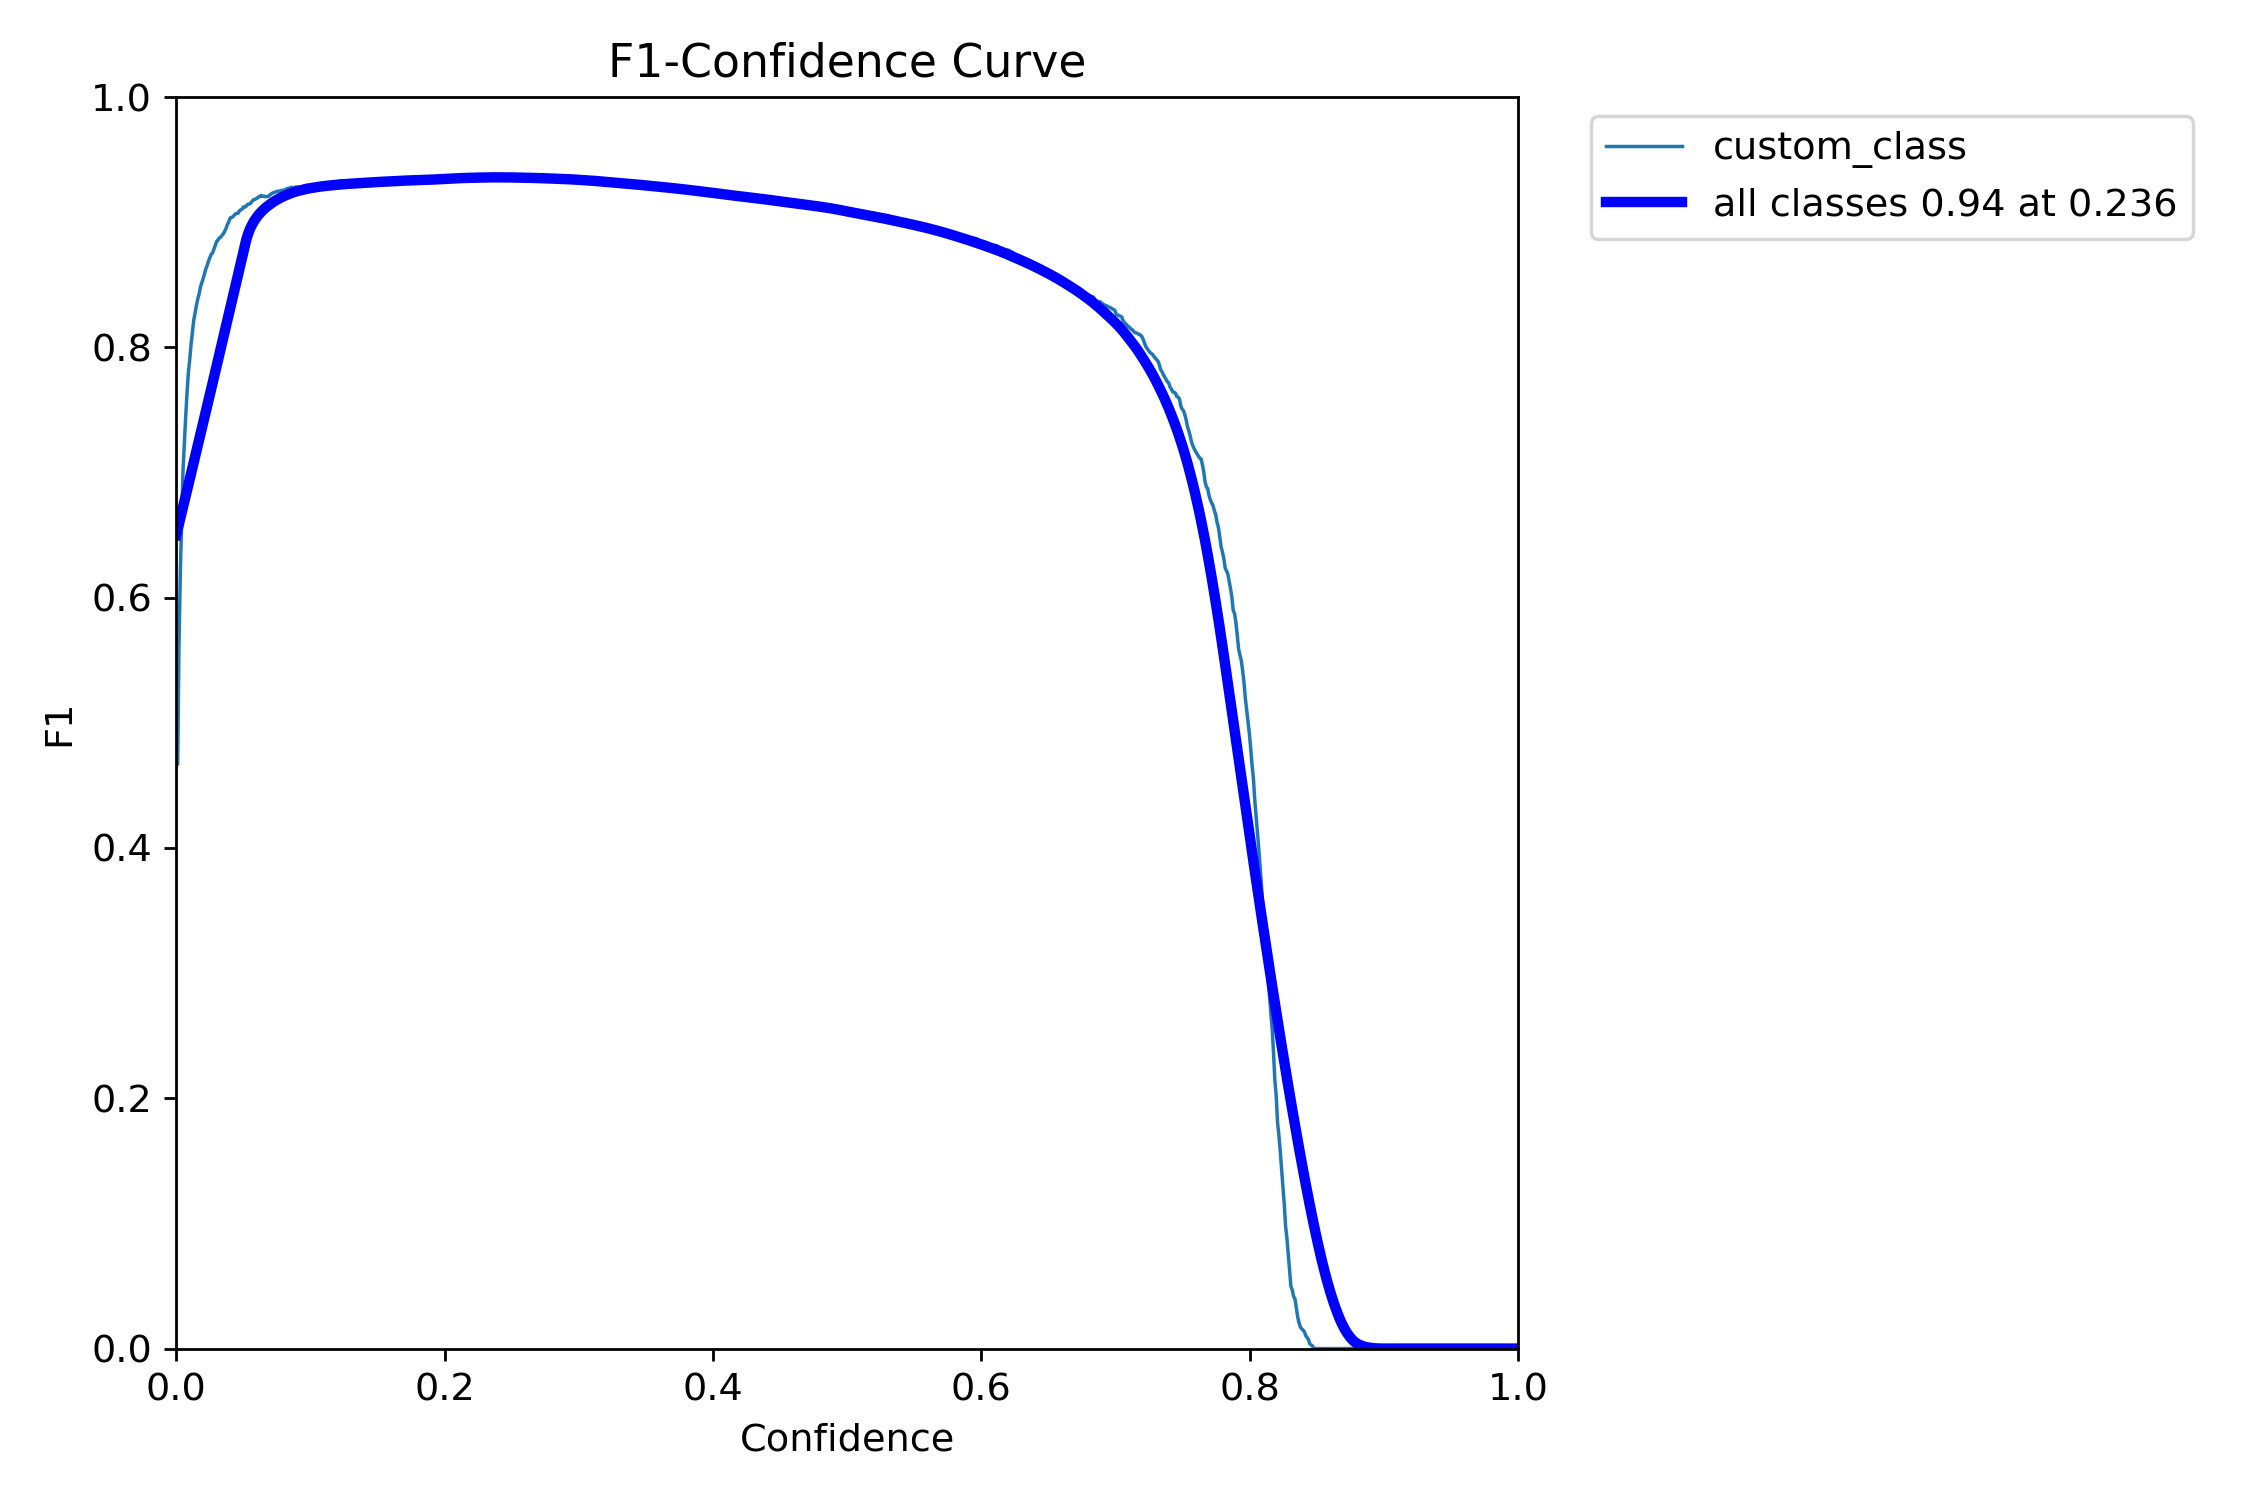 F1-Confidence Curve
1.0
0.8
0.6
0.4
0.2
0.0
F1
0.0 0.2 0.4 0.6 0.8 1.0
Confidence
custom_class
all classes 0.94 at 0.236